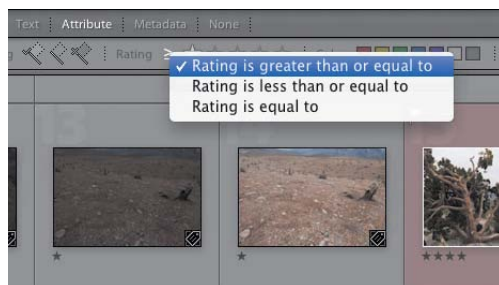 Text Attribute Metadata None
Rating ≥
✓ Rating is greater than or equal to
Rating is less than or equal to
Rating is equal to
13